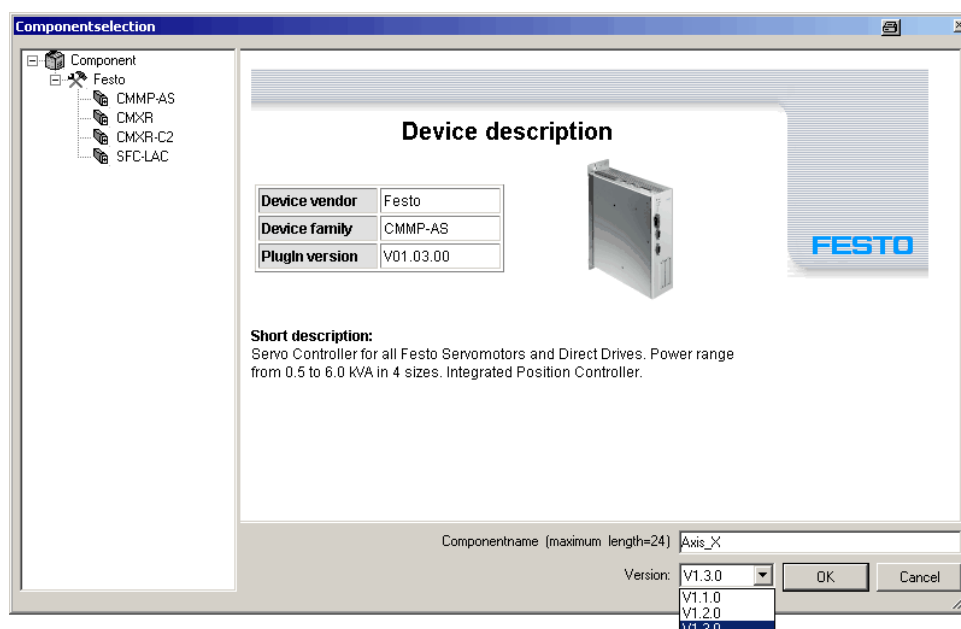 Componentselection
Component
Festo
CMMP-AS
CMXR
CMXR-C2
SFC-LAC
Device description
Device vendor Festo
Device family CMMP-AS
PlugIn version V01.03.00
FESTO
Short description:
Servo Controller for all Festo Servomotors and Direct Drives. Power range
from 0.5 to 6.0 kVA in 4 sizes. Integrated Position Controller.
Componentname (maximum length=24) Axis_X
Version: V1.3.0 OK Cancel
V1.1.0
V1.2.0
V1.3.0